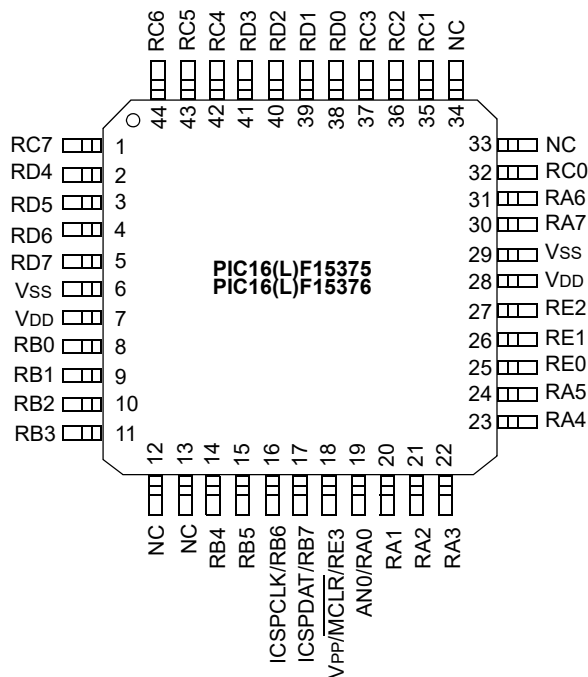 RC6
RC5
RC4
RD3
RD2
RD1
RD0
RC3
RC2
RC1
NC
44
43
42
41
40
39
38
37
36
35
34
RC7 1
RD4 2
RD5 3
RD6 4
RD7 5
VSS 6
VDD 7
RB0 8
RB1 9
RB2 10
RB3 11
PIC16(L)F15375
PIC16(L)F15376
33 NC
32 RC0
31 RA6
30 RA7
29 VSS
28 VDD
27 RE2
26 RE1
25 RE0
24 RA5
23 RA4
12
13
14
15
16
17
18
19
20
21
22
NC
NC
RB4
RB5
ICSPCLK/RB6
ICSPDAT/RB7
VPP/MCLR/RE3
AN0/RA0
RA1
RA2
RA3